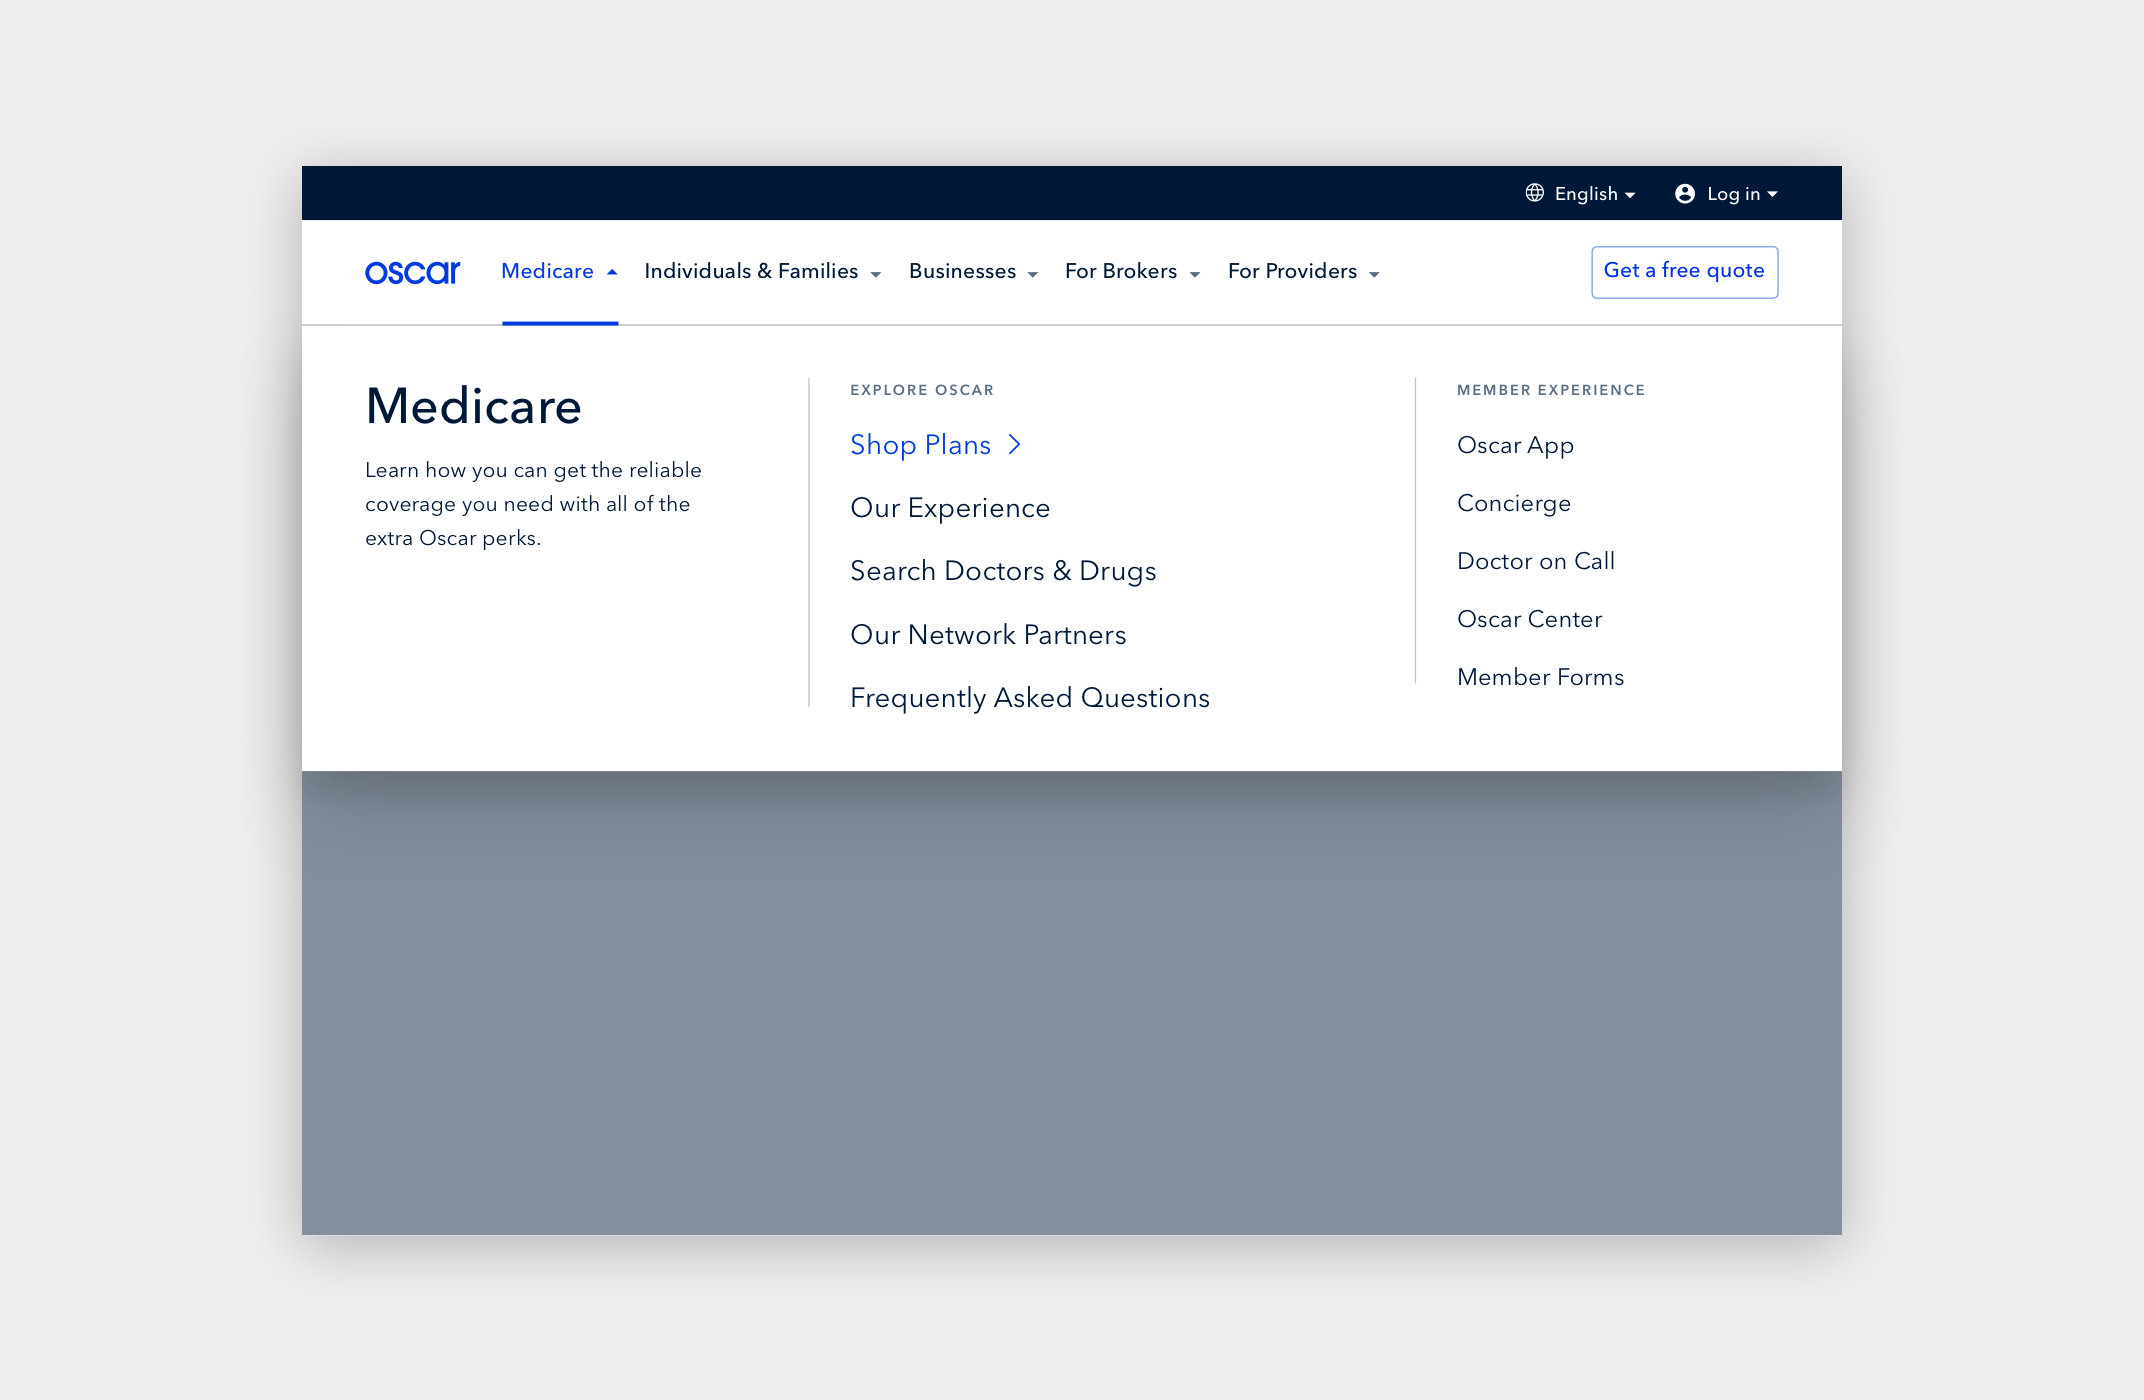 English
Log in
oscar
Medicare
Individuals & Families
Businesses
For Brokers
For Providers
Get a free quote
Medicare
Learn how you can get the reliable
coverage you need with all of the
extra Oscar perks.
EXPLORE OSCAR
Shop Plans
Our Experience
Search Doctors & Drugs
Our Network Partners
Frequently Asked Questions
MEMBER EXPERIENCE
Oscar App
Concierge
Doctor on Call
Oscar Center
Member Forms